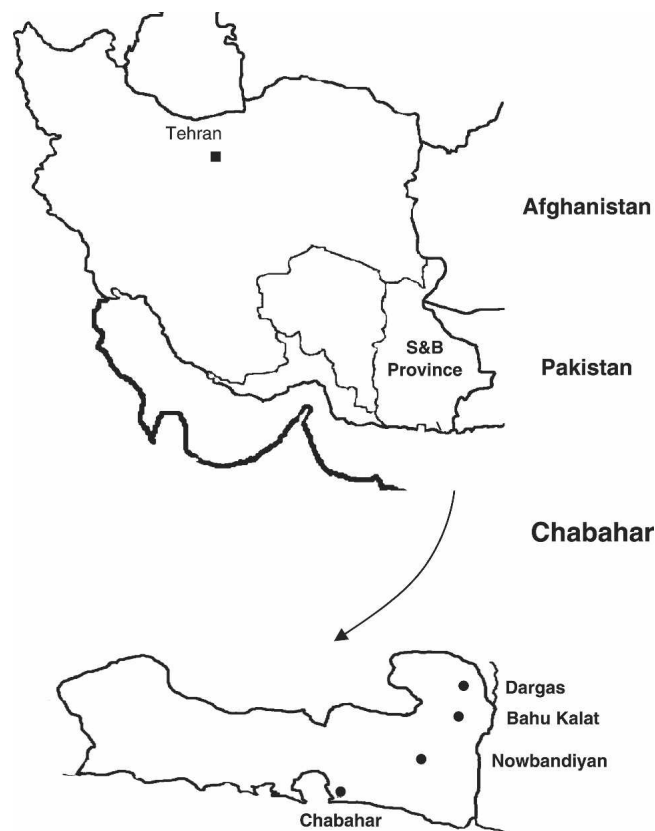 Tehran
Afghanistan
S&B
Province
Pakistan
Chabahar
Dargas
Bahu Kalat
Nowbandiyan
Chabahar